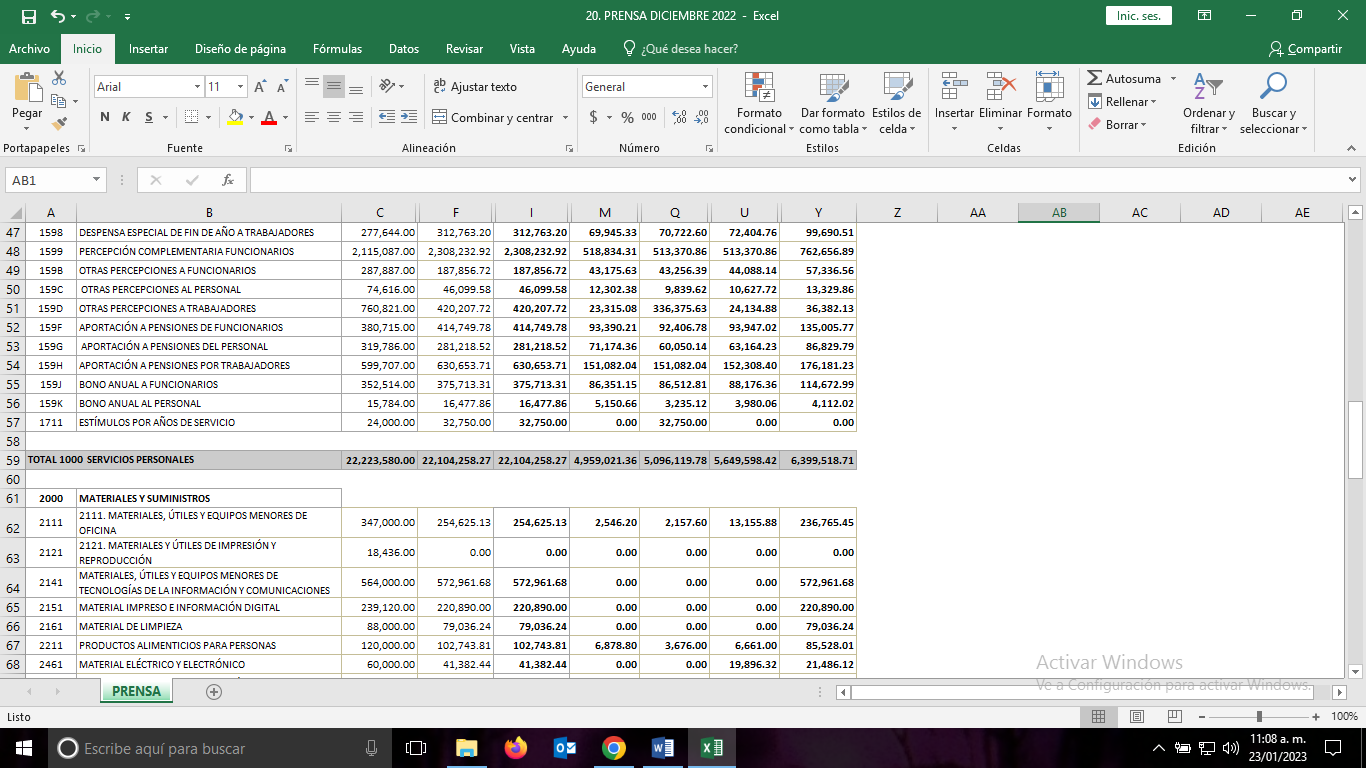 20. PRENSA DICIEMBRE 2022 - Excel
Inic. ses.
Archivo Inicio Insertar Diseño de página Fórmulas Datos Revisar Vista Ayuda ¿Qué desea hacer? Compartir
Pegar
Arial 11
N K S
Ajustar texto
Combinar y centrar
General
$ % 000
Formato condicional
Dar formato como tabla
Estilos de celda
Insertar Eliminar Formato
Autosuma
Rellenar
Borrar
Ordenar y filtrar
Buscar y seleccionar
Portapapeles Fuente Alineación Número Estilos Celdas Edición
AB1 fx
A B C F I M Q U Y Z AA AB AC AD AE
47 1598 DESPENSA ESPECIAL DE FIN DE AÑO A TRABAJADORES 277,644.00 312,763.20 312,763.20 69,945.33 70,722.60 72,404.76 99,690.51
48 1599 PERCEPCIÓN COMPLEMENTARIA FUNCIONARIOS 2,115,087.00 2,308,232.92 2,308,232.92 518,834.31 513,370.86 513,370.86 762,656.89
49 159B OTRAS PERCEPCIONES A FUNCIONARIOS 287,887.00 187,856.72 187,856.72 43,175.63 43,256.39 44,088.14 57,336.56
50 159C OTRAS PERCEPCIONES AL PERSONAL 74,616.00 46,099.58 46,099.58 12,302.38 9,839.62 10,627.72 13,329.86
51 159D OTRAS PERCEPCIONES A TRABAJADORES 760,821.00 420,207.72 420,207.72 23,315.08 336,375.63 24,134.88 36,382.13
52 159F APORTACIÓN A PENSIONES DE FUNCIONARIOS 380,715.00 414,749.78 414,749.78 93,390.21 92,406.78 93,947.02 135,005.77
53 159G APORTACIÓN A PENSIONES DEL PERSONAL 319,786.00 281,218.52 281,218.52 71,174.36 60,050.14 63,164.23 86,829.79
54 159H APORTACIÓN A PENSIONES POR TRABAJADORES 599,707.00 630,653.71 630,653.71 151,082.04 151,082.04 152,308.40 176,181.23
55 159J BONO ANUAL A FUNCIONARIOS 352,514.00 375,713.31 375,713.31 86,351.15 86,512.81 88,176.36 114,672.99
56 159K BONO ANUAL AL PERSONAL 15,784.00 16,477.86 16,477.86 5,150.66 3,235.12 3,980.06 4,112.02
57 1711 ESTÍMULOS POR AÑOS DE SERVICIO 24,000.00 32,750.00 32,750.00 0.00 32,750.00 0.00 0.00
58
59 TOTAL 1000 SERVICIOS PERSONALES 22,223,580.00 22,104,258.27 22,104,258.27 4,959,021.36 5,096,119.78 5,649,598.42 6,399,518.71
60
61 2000 MATERIALES Y SUMINISTROS
62 2111 2111. MATERIALES, ÚTILES Y EQUIPOS MENORES DE OFICINA 347,000.00 254,625.13 254,625.13 2,546.20 2,157.60 13,155.88 236,765.45
63 2121 2121. MATERIALES Y ÚTILES DE IMPRESIÓN Y REPRODUCCIÓN 18,436.00 0.00 0.00 0.00 0.00 0.00 0.00
64 2141 MATERIALES, ÚTILES Y EQUIPOS MENORES DE TECNOLOGÍAS DE LA INFORMACIÓN Y COMUNICACIONES 564,000.00 572,961.68 572,961.68 0.00 0.00 0.00 572,961.68
65 2151 MATERIAL IMPRESO E INFORMACIÓN DIGITAL 239,120.00 220,890.00 220,890.00 0.00 0.00 0.00 220,890.00
66 2161 MATERIAL DE LIMPIEZA 88,000.00 79,036.24 79,036.24 0.00 0.00 0.00 79,036.24
67 2211 PRODUCTOS ALIMENTICIOS PARA PERSONAS 120,000.00 102,743.81 102,743.81 6,878.80 3,676.00 6,661.00 85,528.01
68 2461 MATERIAL ELÉCTRICO Y ELECTRÓNICO 60,000.00 41,382.44 41,382.44 0.00 0.00 19,896.32 21,486.12
Activar Windows
Ve a Configuración para activar Windows.
PRENSA
Listo 100%
Escribe aquí para buscar
11:08 a. m.
23/01/2023